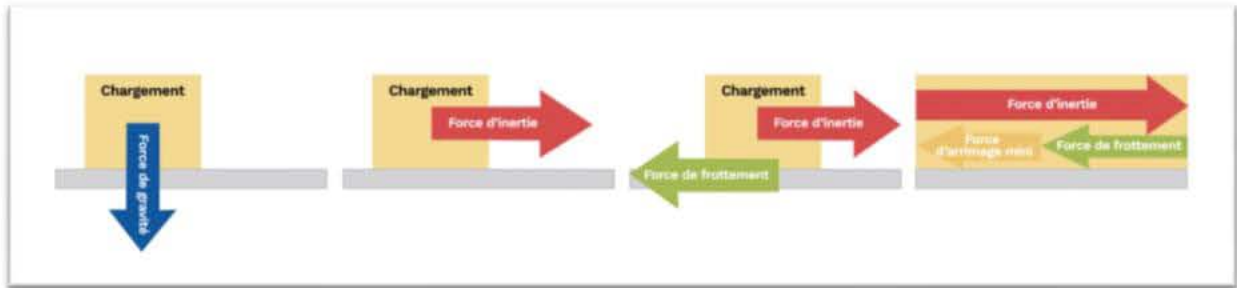 Chargement
Force de gravité
Chargement
Force d'inertie
Chargement
Force d'inertie
Force de frottement
Force d'inertie
Force
d'arrimage mini
Force de frottement